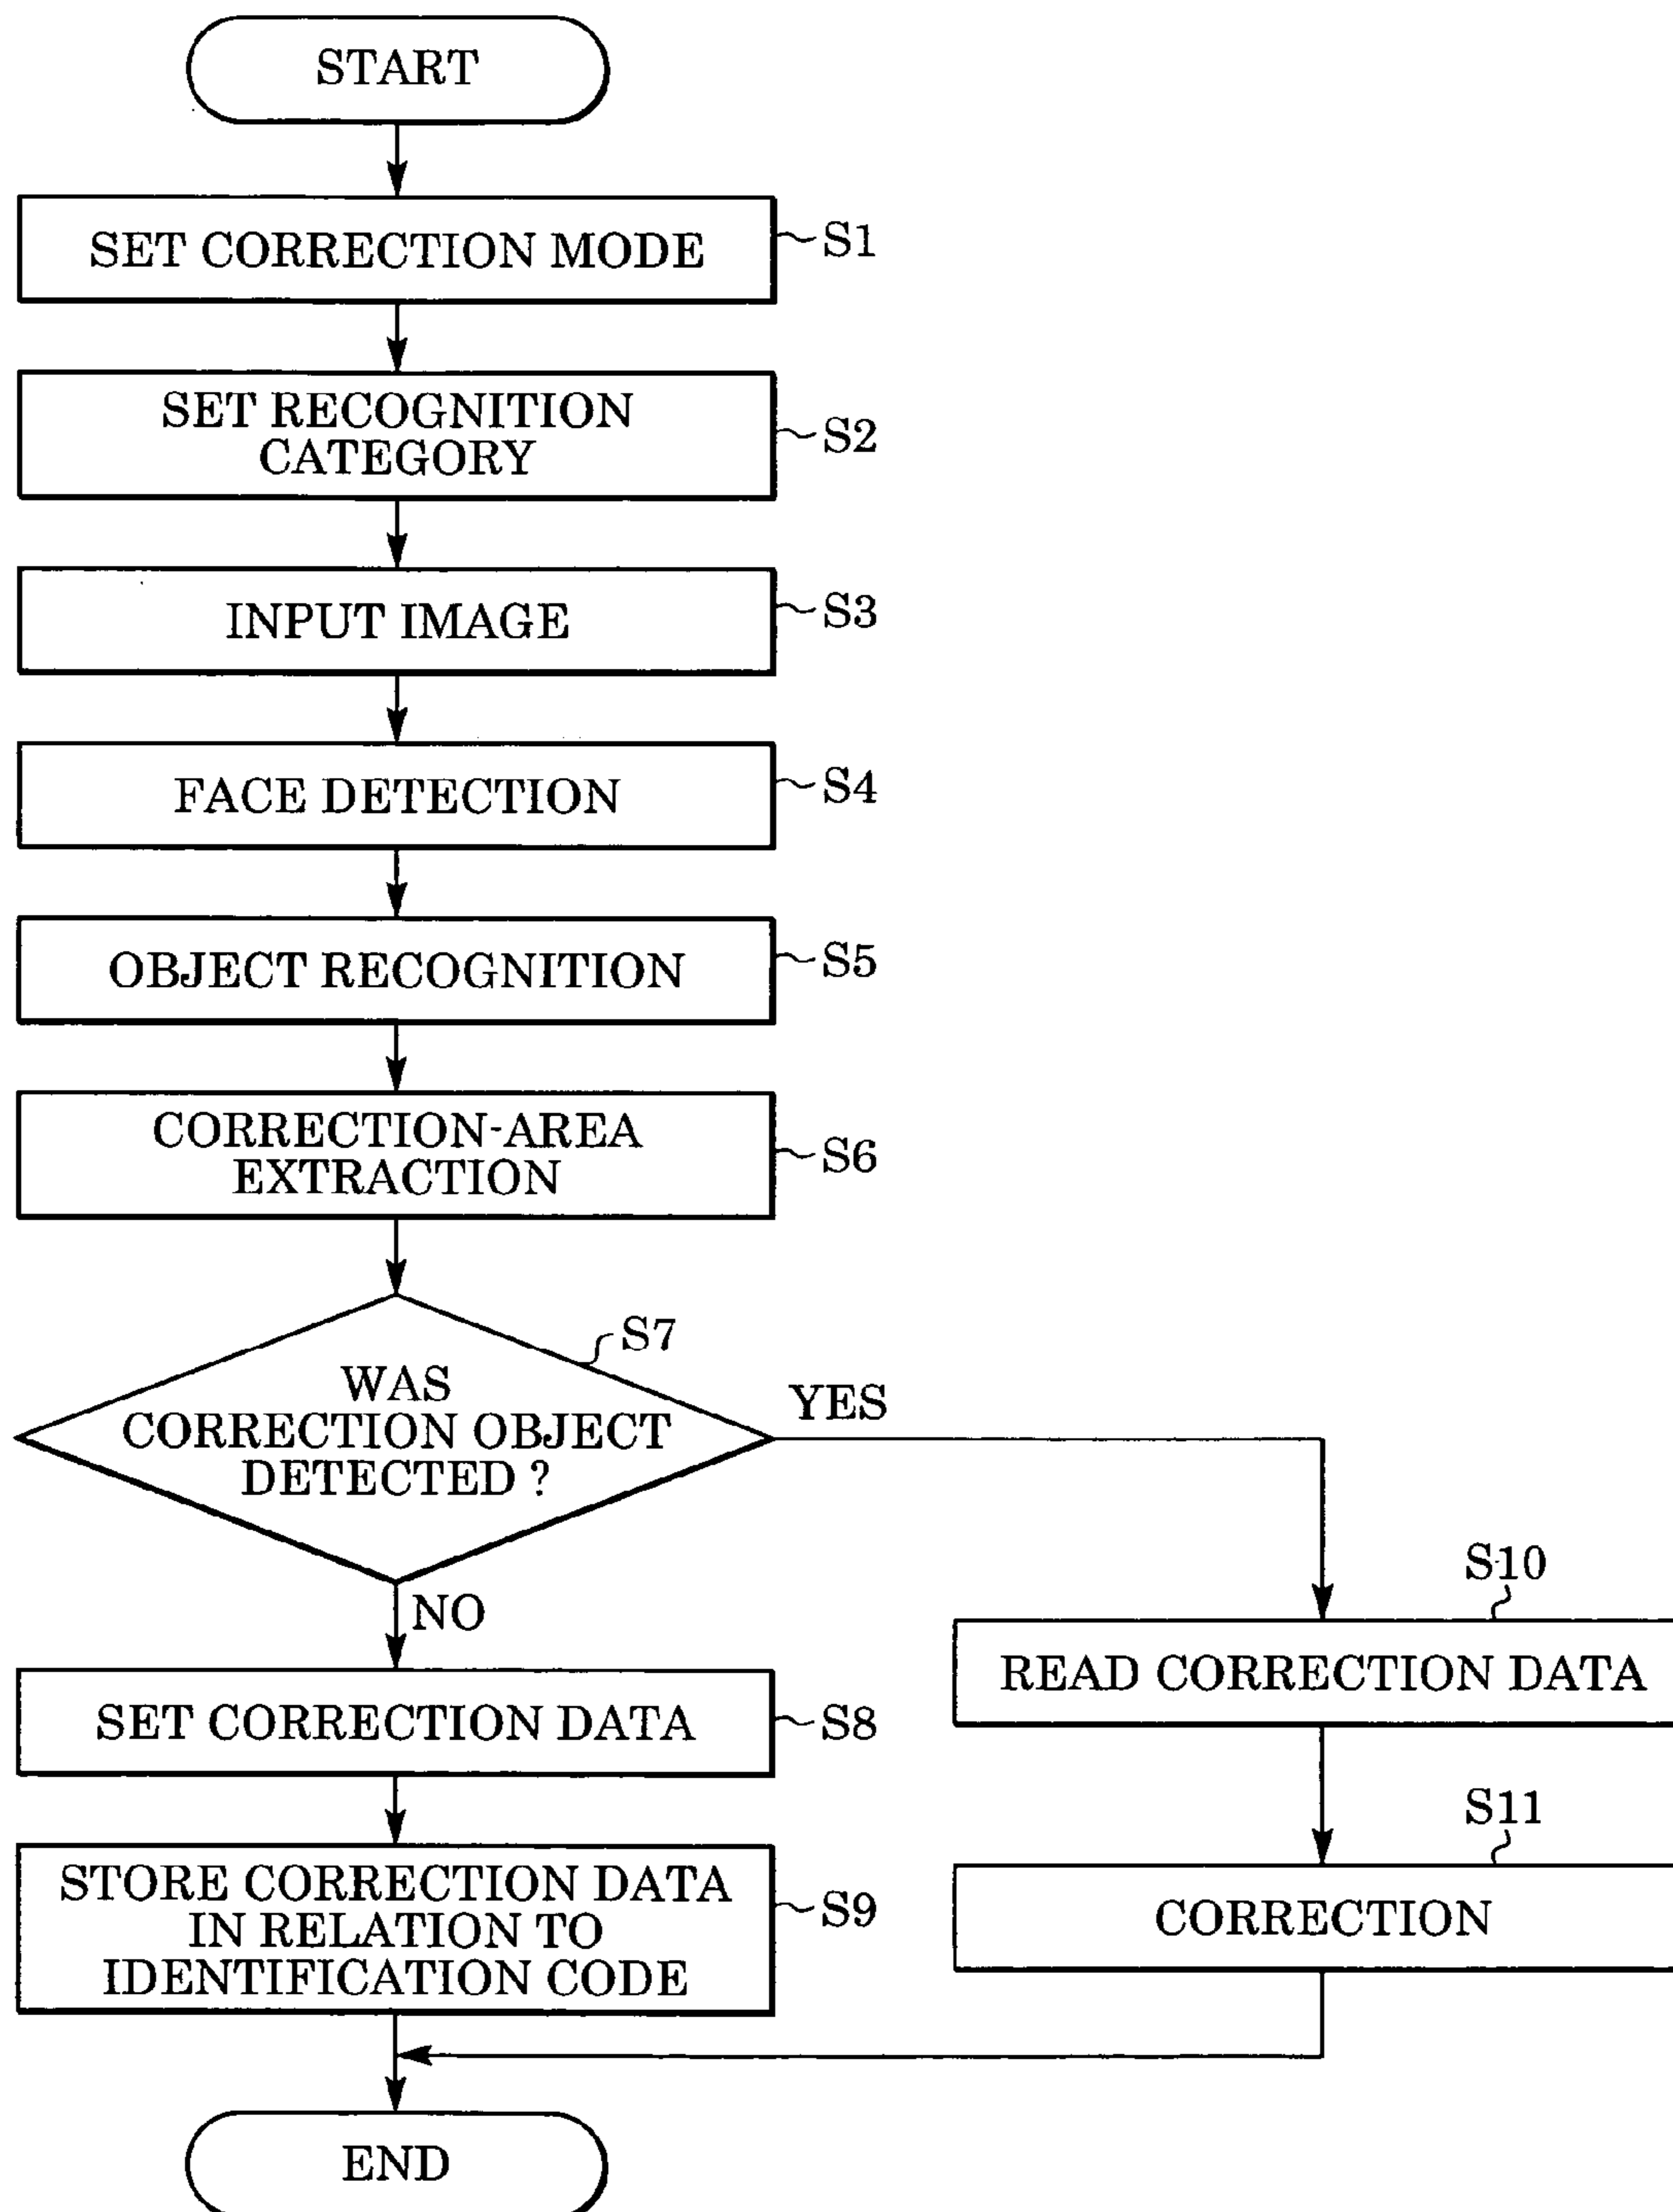 START
SET CORRECTION MODE
S1
SET RECOGNITION
CATEGORY
S2
INPUT IMAGE
S3
FACE DETECTION
S4
OBJECT RECOGNITION
S5
CORRECTION-AREA
EXTRACTION
S6
S7
WAS
CORRECTION OBJECT
DETECTED ?
YES
NO
SET CORRECTION DATA
S8
STORE CORRECTION DATA
IN RELATION TO
IDENTIFICATION CODE
S9
S10
READ CORRECTION DATA
S11
CORRECTION
END